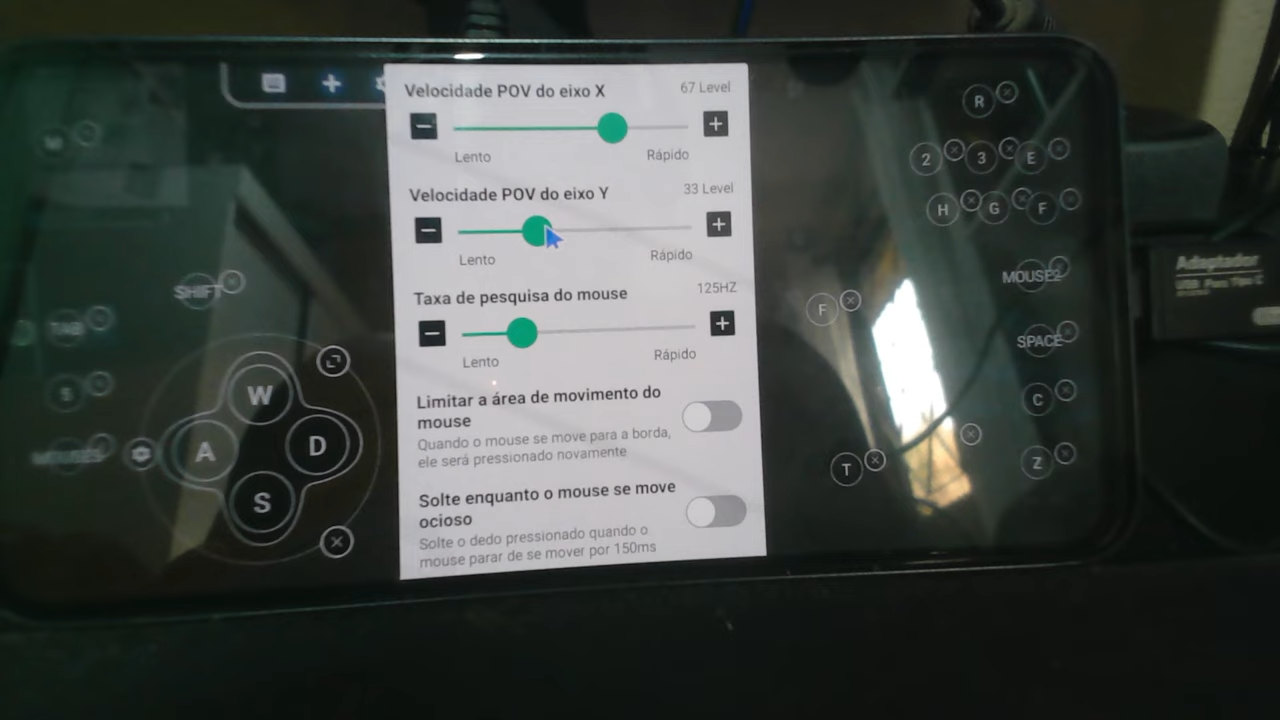 Velocidade POV do eixo X
67 Level
Lento
Rápido
Velocidade POV do eixo Y
33 Level
Lento
Rápido
Taxa de pesquisa do mouse
125HZ
Lento
Rápido
Limitar a área de movimento do
mouse
Quando o mouse se move para a borda,
ele será pressionado novamente
Solte enquanto o mouse se move
ocioso
Solte o dedo pressionado quando o
mouse parar de se mover por 150ms
M
SHIFT
TAB
S
W
A
D
S
R
2 3 E
H G F
MOUSE2
F
SPACE
C
T
Z
Adaptador